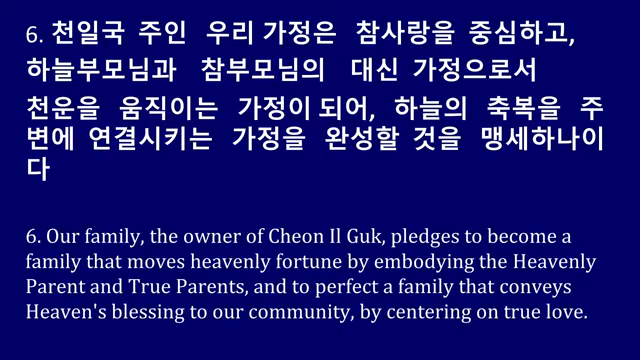 6. 천일국 주인 우리 가정은 참사랑을 중심하고,
하늘부모님과 참부모님의 대신 가정으로서
천운을 움직이는 가정이 되어, 하늘의 축복을 주
변에 연결시키는 가정을 완성할 것을 맹세하나이
다
6. Our family, the owner of Cheon Il Guk, pledges to become a
family that moves heavenly fortune by embodying the Heavenly
Parent and True Parents, and to perfect a family that conveys
Heaven's blessing to our community, by centering on true love.